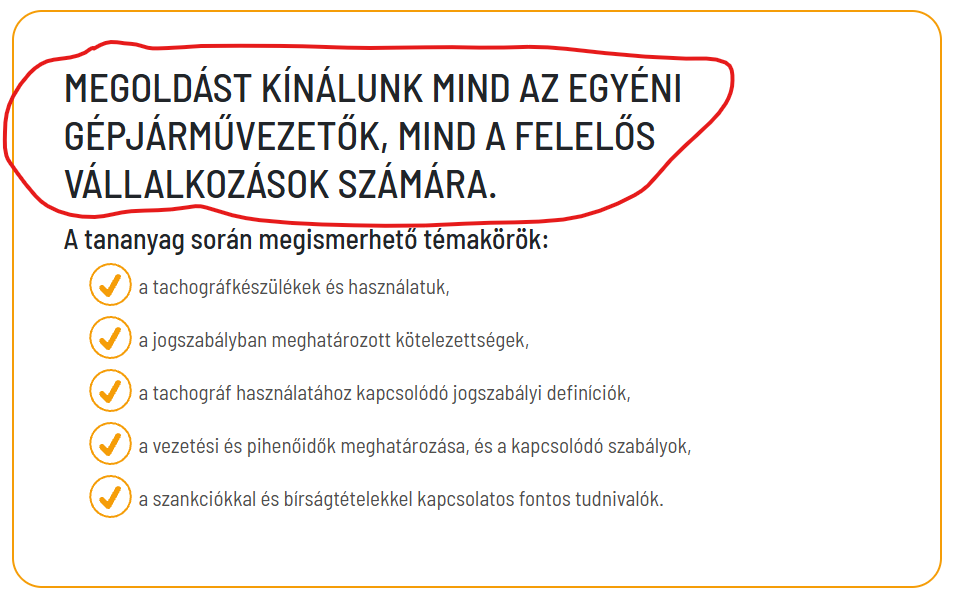 MEGOLDÁST KÍNÁLUNK MIND AZ EGYÉNI
GÉPJÁRMŰVEZETŐK, MIND A FELELŐS
VÁLLALKOZÁSOK SZÁMÁRA.
A tananyag során megismerhető témakörök:
a tachográfkészülékek és használatuk,
a jogszabályban meghatározott kötelezettségek,
a tachográf használatához kapcsolódó jogszabályi definíciók,
a vezetési és pihenőidők meghatározása, és a kapcsolódó szabályok,
a szankciókkal és bírságtételekkel kapcsolatos fontos tudnivalók.